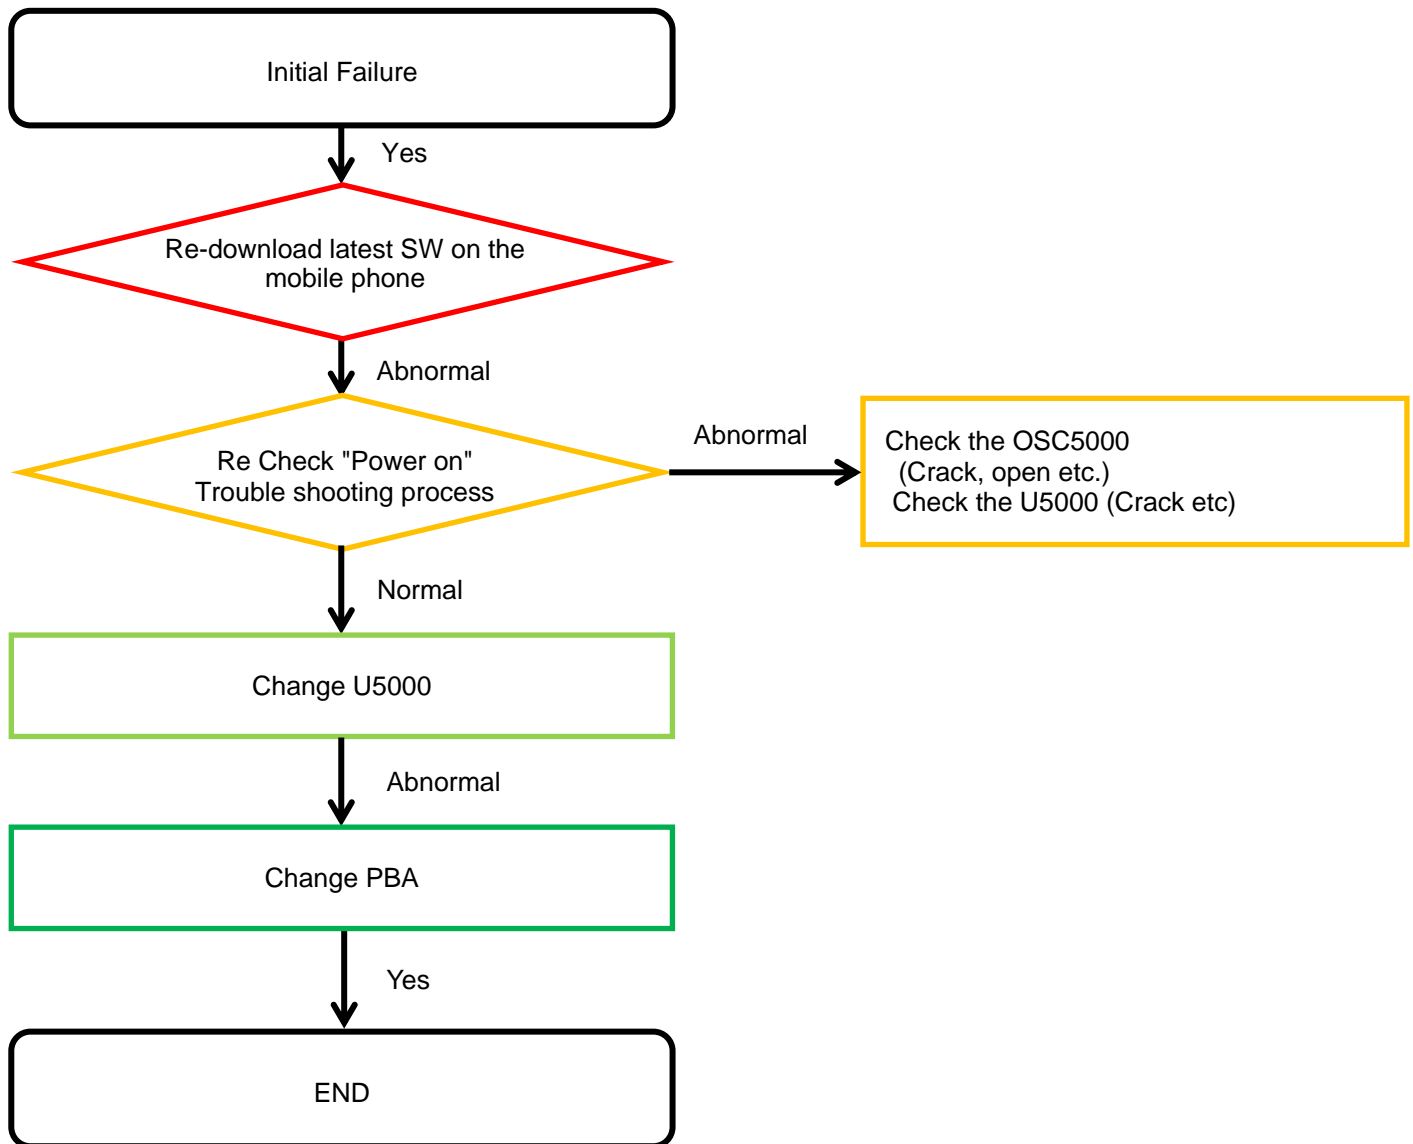 Initial Failure
Yes
Re-download latest SW on the
mobile phone
Abnormal
Re Check "Power on"
Trouble shooting process
Abnormal
Check the OSC5000
(Crack, open etc.)
Check the U5000 (Crack etc)
Normal
Change U5000
Abnormal
Change PBA
Yes
END